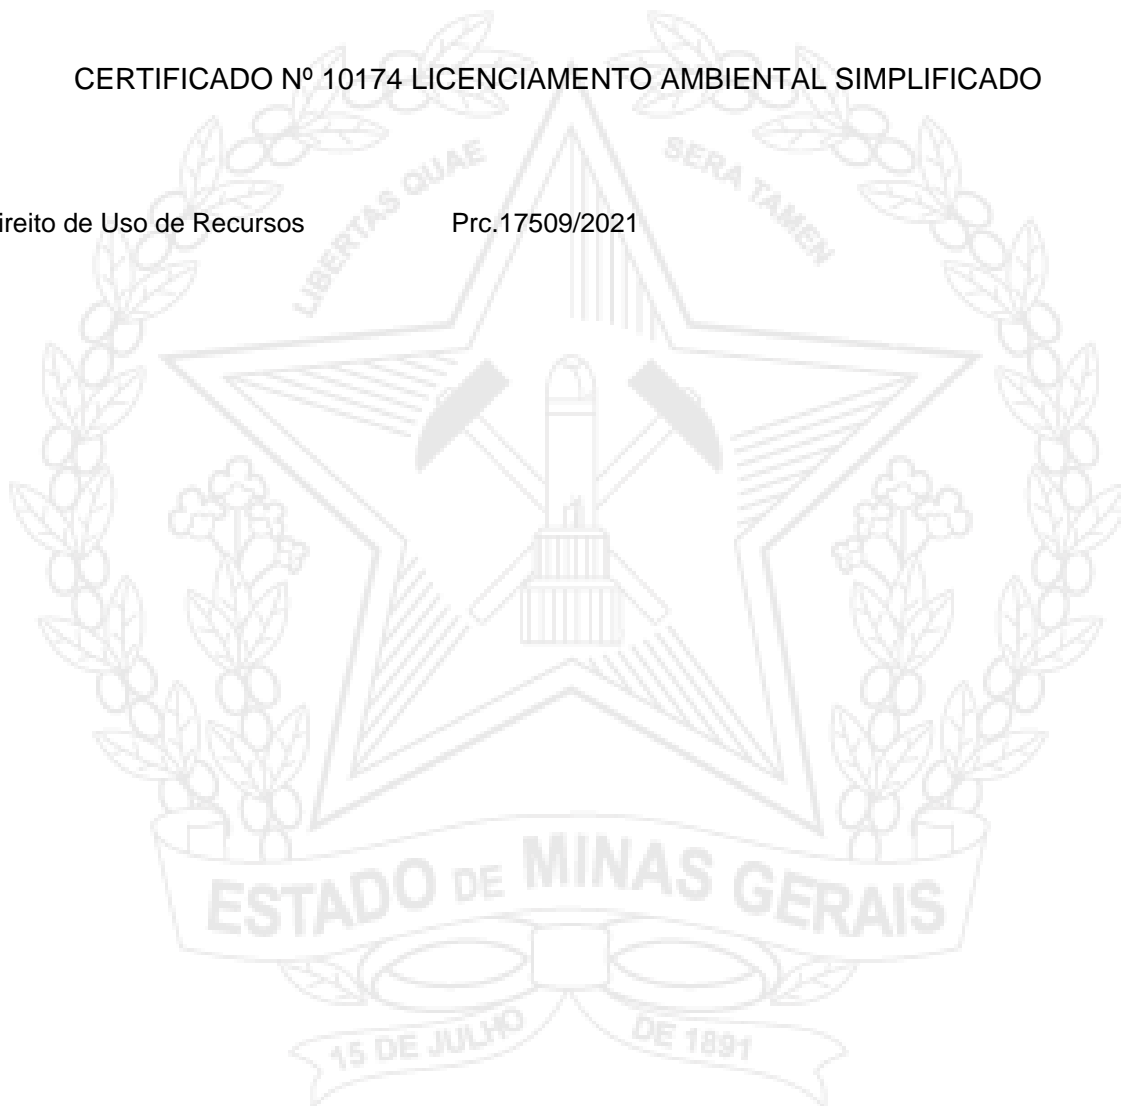 CERTIFICADO Nº 10174 LICENCIAMENTO AMBIENTAL SIMPLIFICADO
LIBERTAS QUAE SERA TAMEN
ireito de Uso de Recursos Prc.17509/2021
ESTADO DE MINAS GERAIS
15 DE JULHO DE 1891